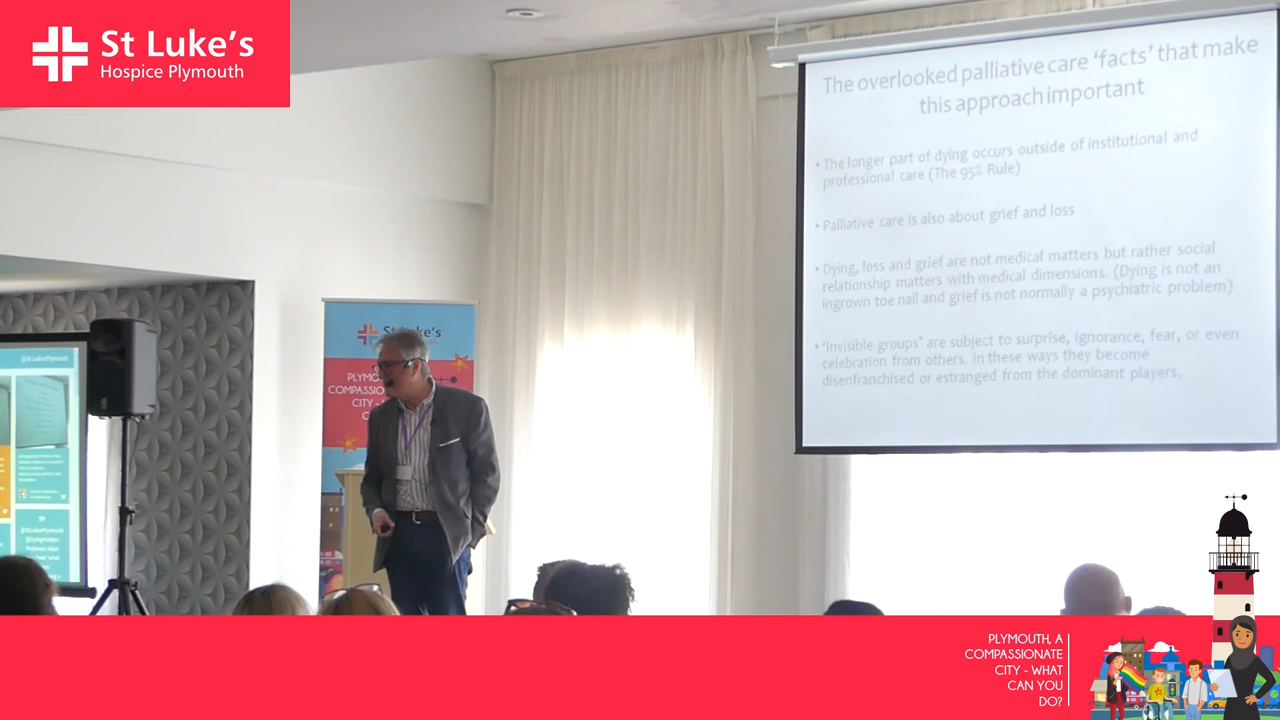 St Luke's
Hospice Plymouth
The overlooked palliative care 'facts' that make
this approach important
• The longer part of dying occurs outside of institutional and
professional care (The 95% Rule)
• Palliative care is also about grief and loss
• Dying, loss and grief are not medical matters but rather social
relationship matters with medical dimensions. (Dying is not an
ingrown toe nail and grief is not normally a psychiatric problem)
• 'Invisible groups' are subject to surprise, ignorance, fear, or even
celebration from others. In these ways they become
disenfranchised or estranged from the dominant players.
St Luke's
@StLukesPlymouth
PLYMOUTH, A
COMPASSIONATE
CITY - WHAT
CAN YOU
DO?